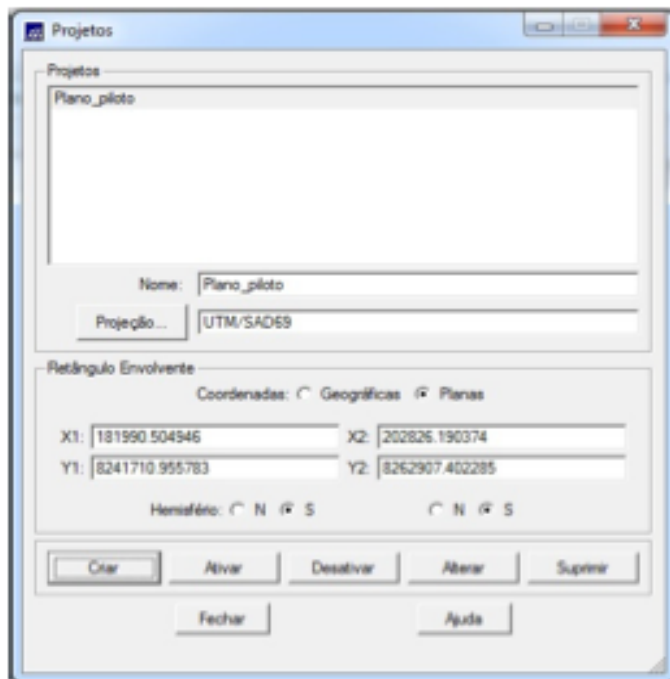 Projetos
Projetos
Plano_piloto
Nome: Plano_piloto
Projeção... UTM/SAD69
Retângulo Envolvente
Coordenadas: Geográficas Planas
X1: 181990.504946 X2: 202826.190374
Y1: 8241710.955783 Y2: 8262907.402285
Hemisfério: N S N S
Criar Ativar Desativar Alterar Suprimir
Fechar Ajuda